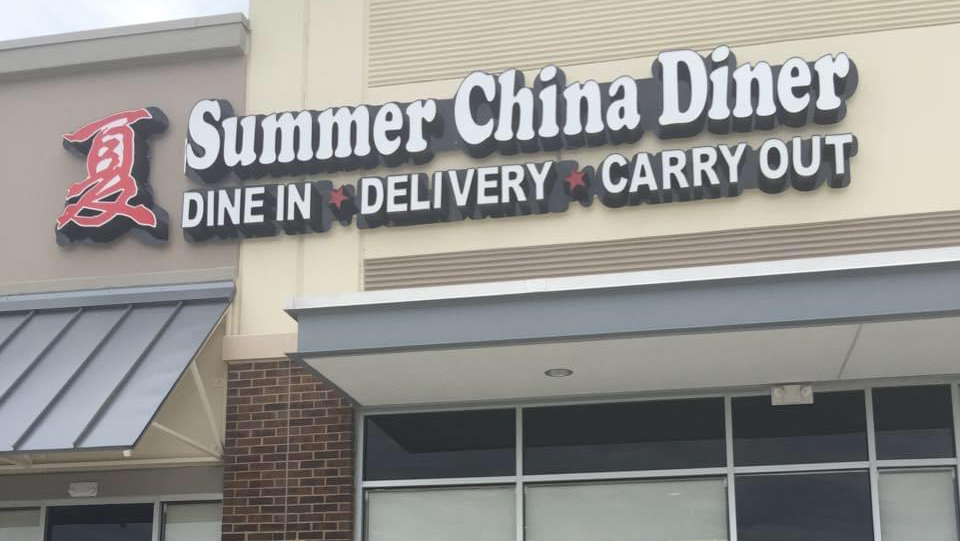 夏
Summer China Diner
DINE IN ★ DELIVERY ★ CARRY OUT